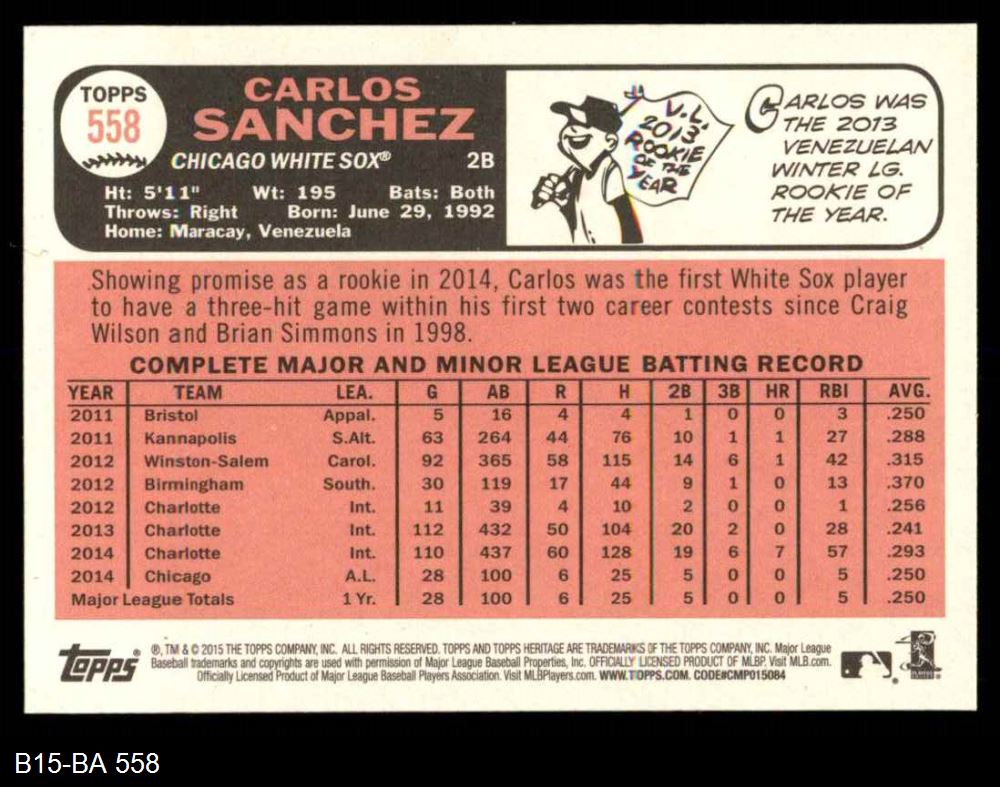 TOPPS
558
CARLOS
SANCHEZ
CHICAGO WHITE SOX® 2B
Ht: 5'11" Wt: 195 Bats: Both
Throws: Right Born: June 29, 1992
Home: Maracay, Venezuela
V.L.
2013
ROOKIE
OF THE
YEAR
CARLOS WAS
THE 2013
VENEZUELAN
WINTER LG.
ROOKIE OF
THE YEAR.
Showing promise as a rookie in 2014, Carlos was the first White Sox player
to have a three-hit game within his first two career contests since Craig
Wilson and Brian Simmons in 1998.
COMPLETE MAJOR AND MINOR LEAGUE BATTING RECORD
YEAR TEAM LEA. G AB R H 2B 3B HR RBI AVG.
2011 Bristol Appal. 5 16 4 4 1 0 0 3 .250
2011 Kannapolis S.Alt. 63 264 44 76 10 1 1 27 .288
2012 Winston-Salem Carol. 92 365 58 115 14 6 1 42 .315
2012 Birmingham South. 30 119 17 44 9 1 0 13 .370
2012 Charlotte Int. 11 39 4 10 2 0 0 1 .256
2013 Charlotte Int. 112 432 50 104 20 2 0 28 .241
2014 Charlotte Int. 110 437 60 128 19 6 7 57 .293
2014 Chicago A.L. 28 100 6 25 5 0 0 5 .250
Major League Totals 1 Yr. 28 100 6 25 5 0 0 5 .250
Topps®
®, TM & © 2015 THE TOPPS COMPANY, INC. ALL RIGHTS RESERVED. TOPPS AND TOPPS HERITAGE ARE TRADEMARKS OF THE TOPPS COMPANY, INC. Major League
Baseball trademarks and copyrights are used with permission of Major League Baseball Properties, Inc. OFFICIALLY LICENSED PRODUCT OF MLBP. Visit MLB.com.
Officially Licensed Product of Major League Baseball Players Association. Visit MLBPlayers.com. WWW.TOPPS.COM. CODE#CMP015084
B15-BA 558